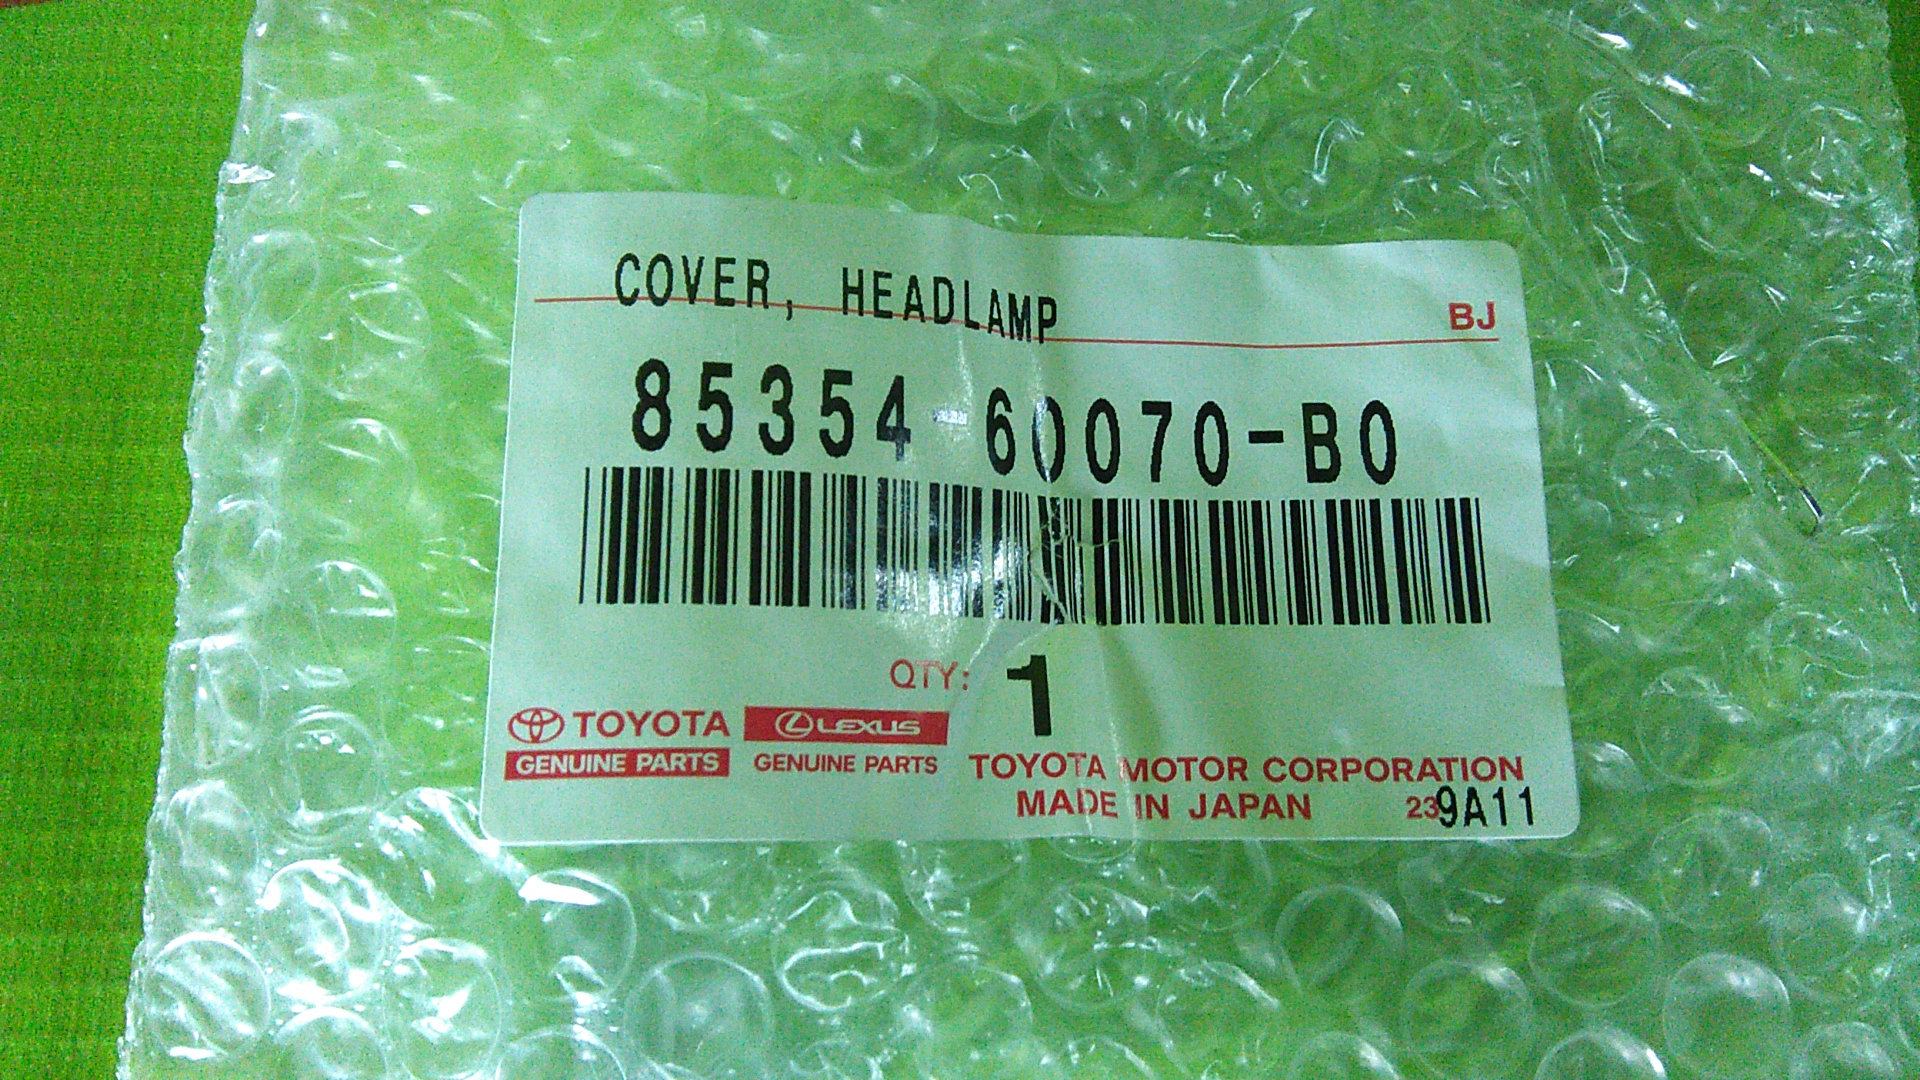 COVER, HEADLAMP
BJ
85354-60070-B0
QTY: 1
TOYOTA LEXUS
GENUINE PARTS GENUINE PARTS
TOYOTA MOTOR CORPORATION
MADE IN JAPAN 239A11